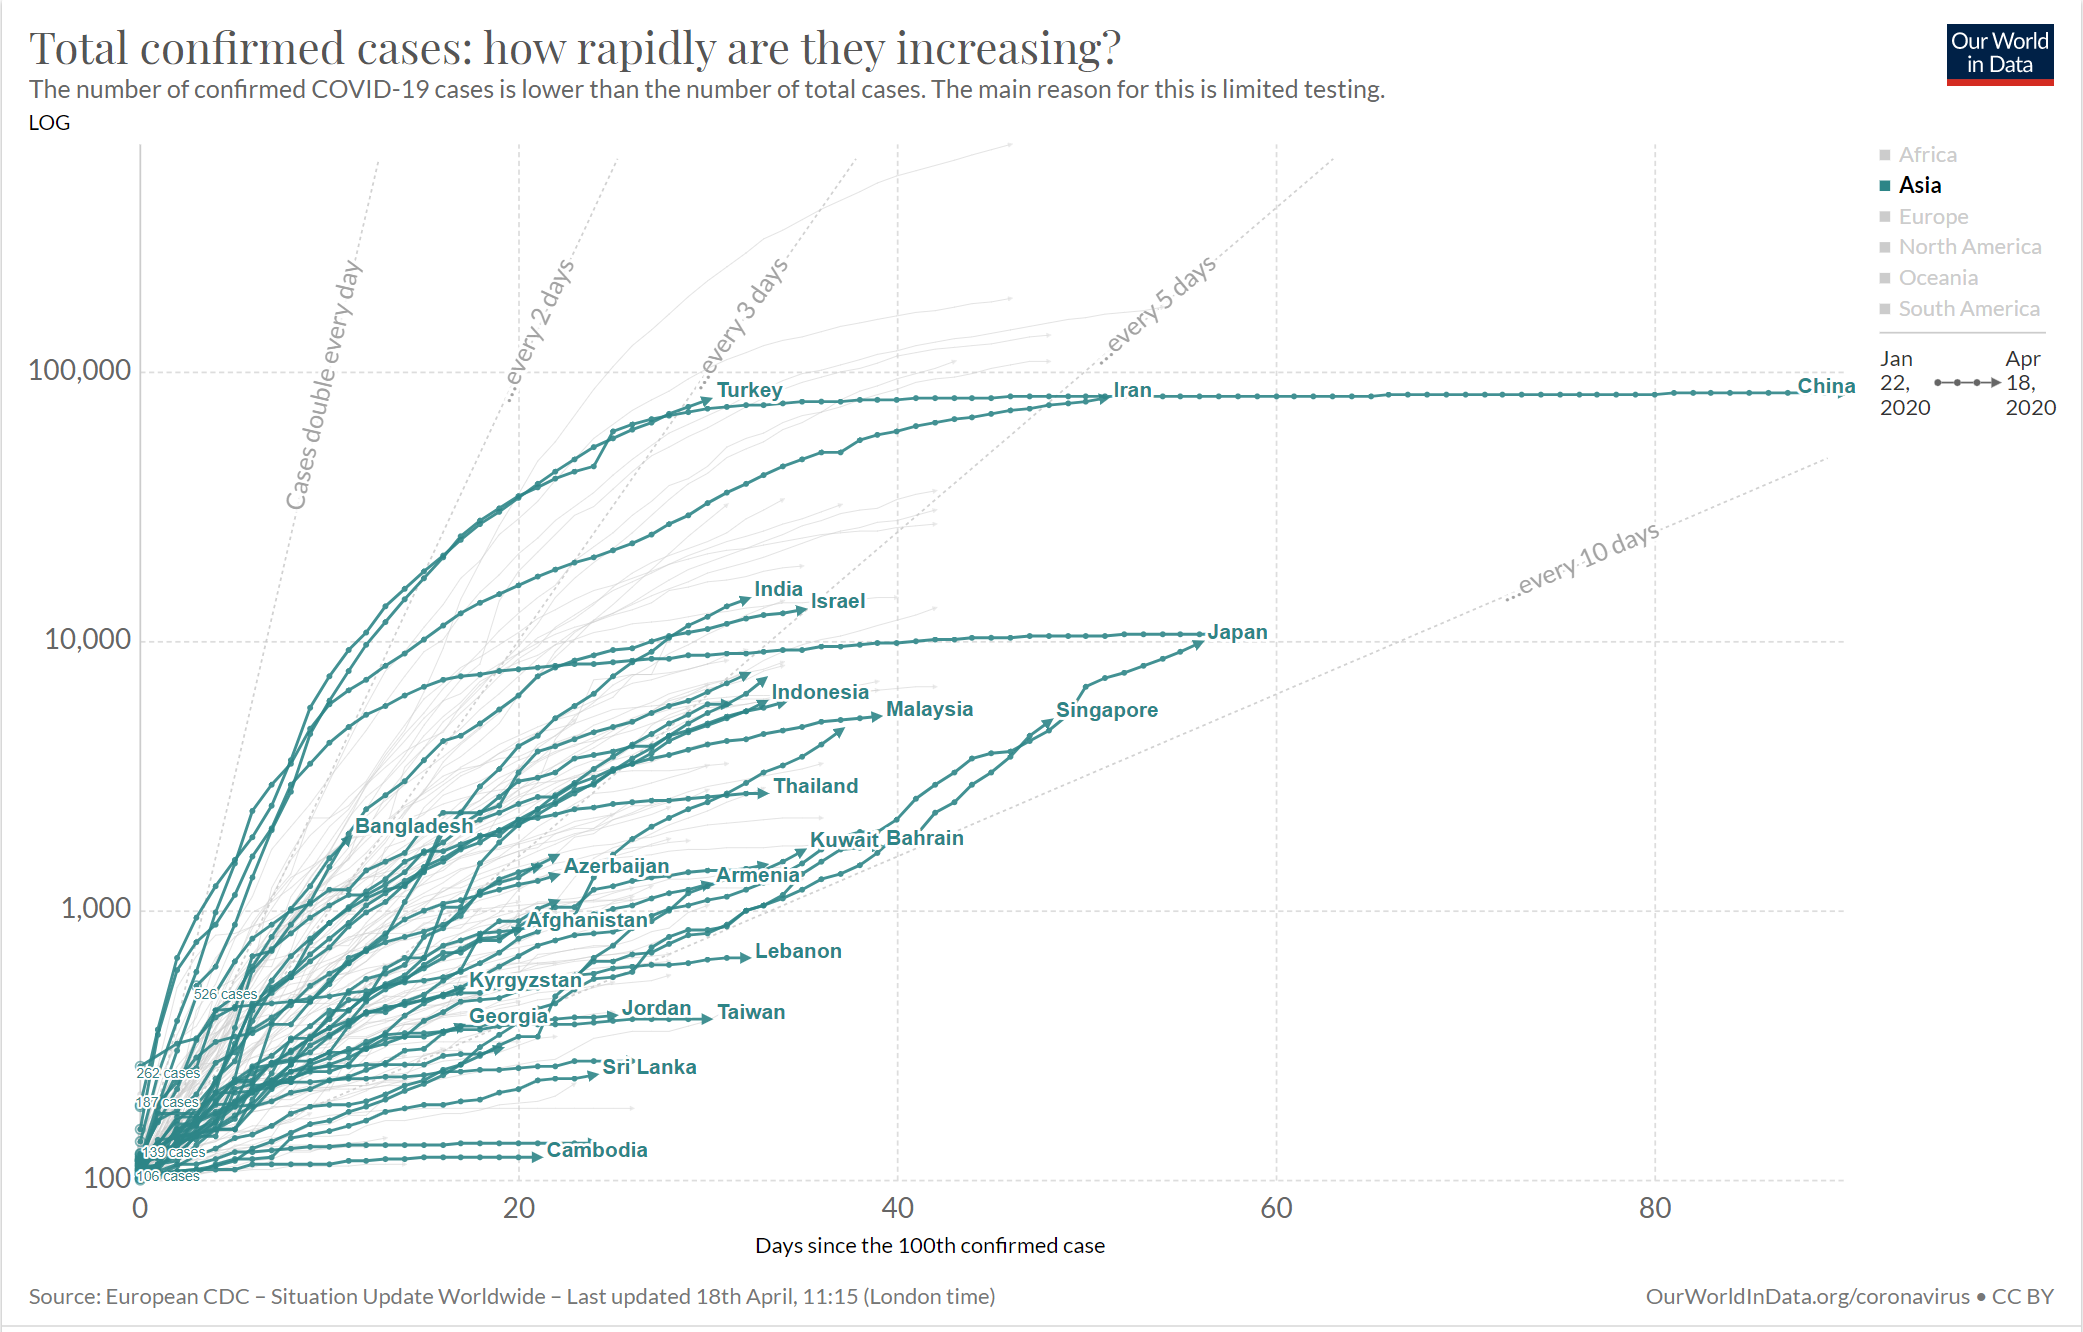 Total confirmed cases: how rapidly are they increasing?
The number of confirmed COVID-19 cases is lower than the number of total cases. The main reason for this is limited testing.
LOG
Our World
in Data
Africa
Asia
Europe
North America
Oceania
South America
Jan
22,
2020
Apr
18,
2020
Cases double every day
every 2 days
every 3 days
every 5 days
every 10 days
100,000
10,000
1,000
100
Turkey
Iran
China
India
Israel
Japan
Indonesia
Malaysia
Singapore
Thailand
Bangladesh
Kuwait
Bahrain
Azerbaijan
Armenia
Afghanistan
Lebanon
Kyrgyzstan
526 cases
Jordan
Taiwan
Georgia
Sri Lanka
262 cases
187 cases
Cambodia
139 cases
106 cases
0
20
40
60
80
Days since the 100th confirmed case
Source: European CDC – Situation Update Worldwide – Last updated 18th April, 11:15 (London time)
OurWorldInData.org/coronavirus • CC BY